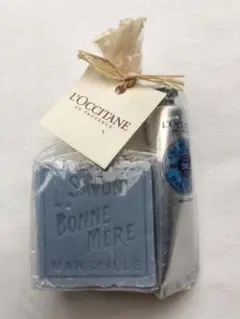 L'OCCITANE
EN PROVENCE
SAVON
BONNE
MÈRE
MARSEILLE